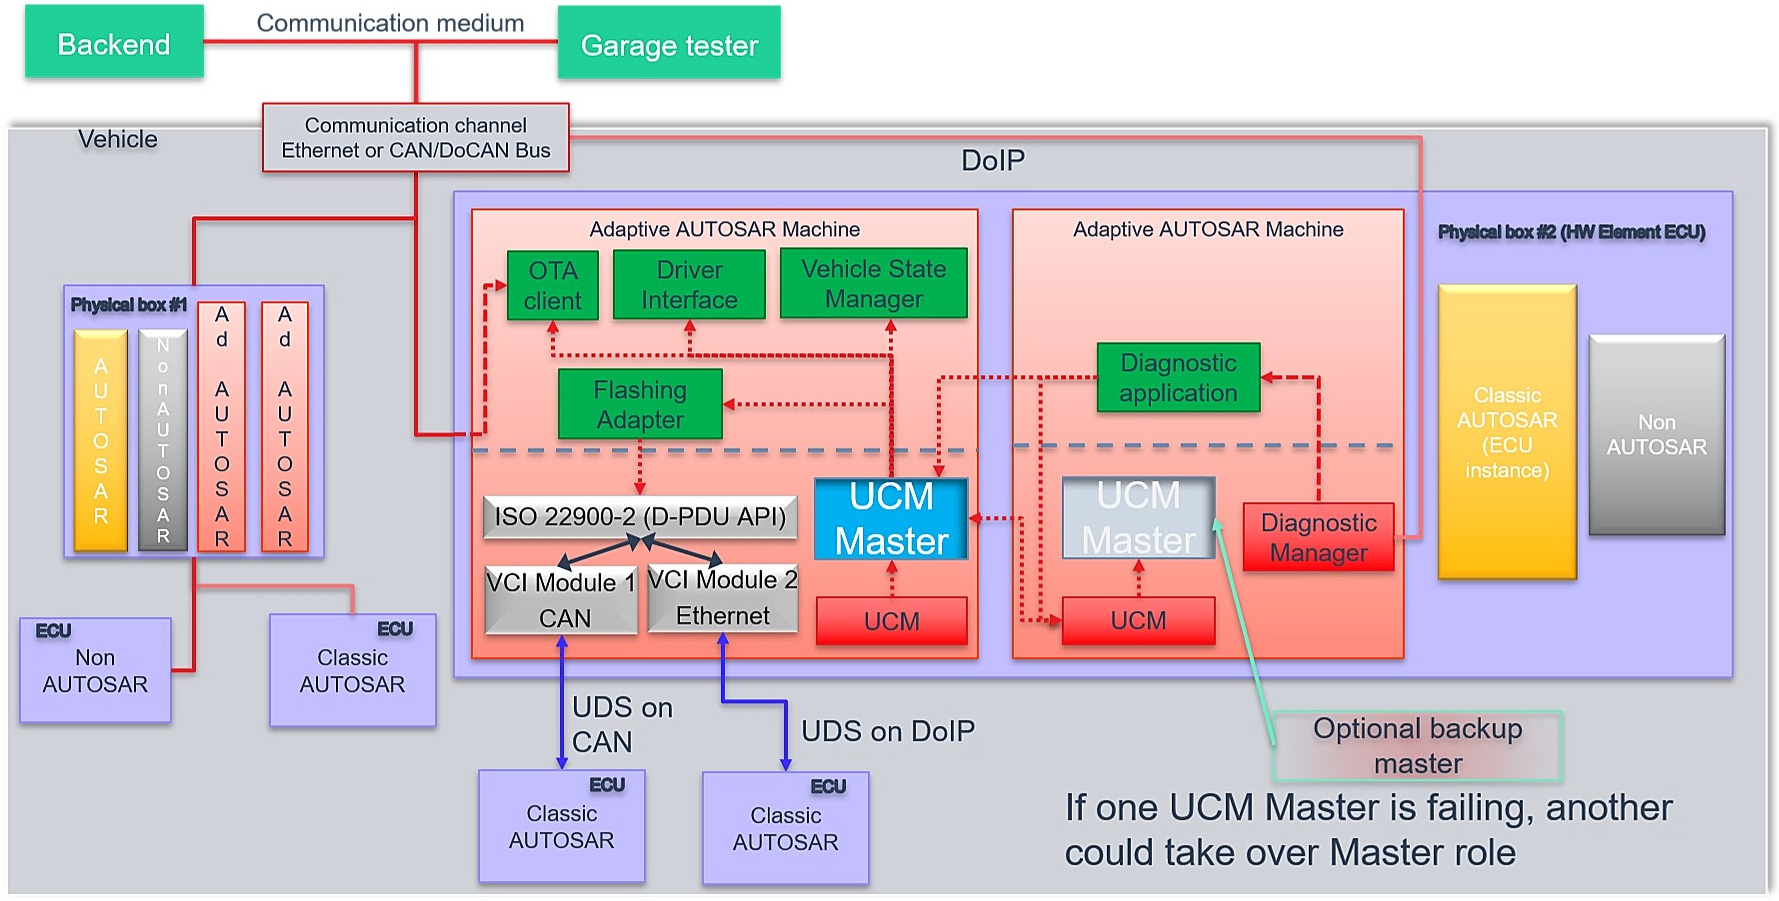 Communication medium
Backend
Garage tester
Communication channel
Ethernet or CAN/DoCAN Bus
Vehicle
DoIP
Physical box #1
AUTOSAR
NonAUTOSAR
Ad AUTOSAR
Ad AUTOSAR
ECU
Non
AUTOSAR
ECU
Classic
AUTOSAR
Adaptive AUTOSAR Machine
OTA
client
Driver
Interface
Vehicle State
Manager
Flashing
Adapter
ISO 22900-2 (D-PDU API)
UCM
Master
VCI Module 1
CAN
VCI Module 2
Ethernet
UCM
Adaptive AUTOSAR Machine
Diagnostic
application
UCM
Master
Diagnostic
Manager
UCM
Physical box #2 (HW Element ECU)
Classic
AUTOSAR
(ECU
instance)
Non
AUTOSAR
UDS on
CAN
UDS on DoIP
ECU
Classic
AUTOSAR
ECU
Classic
AUTOSAR
Optional backup
master
If one UCM Master is failing, another
could take over Master role